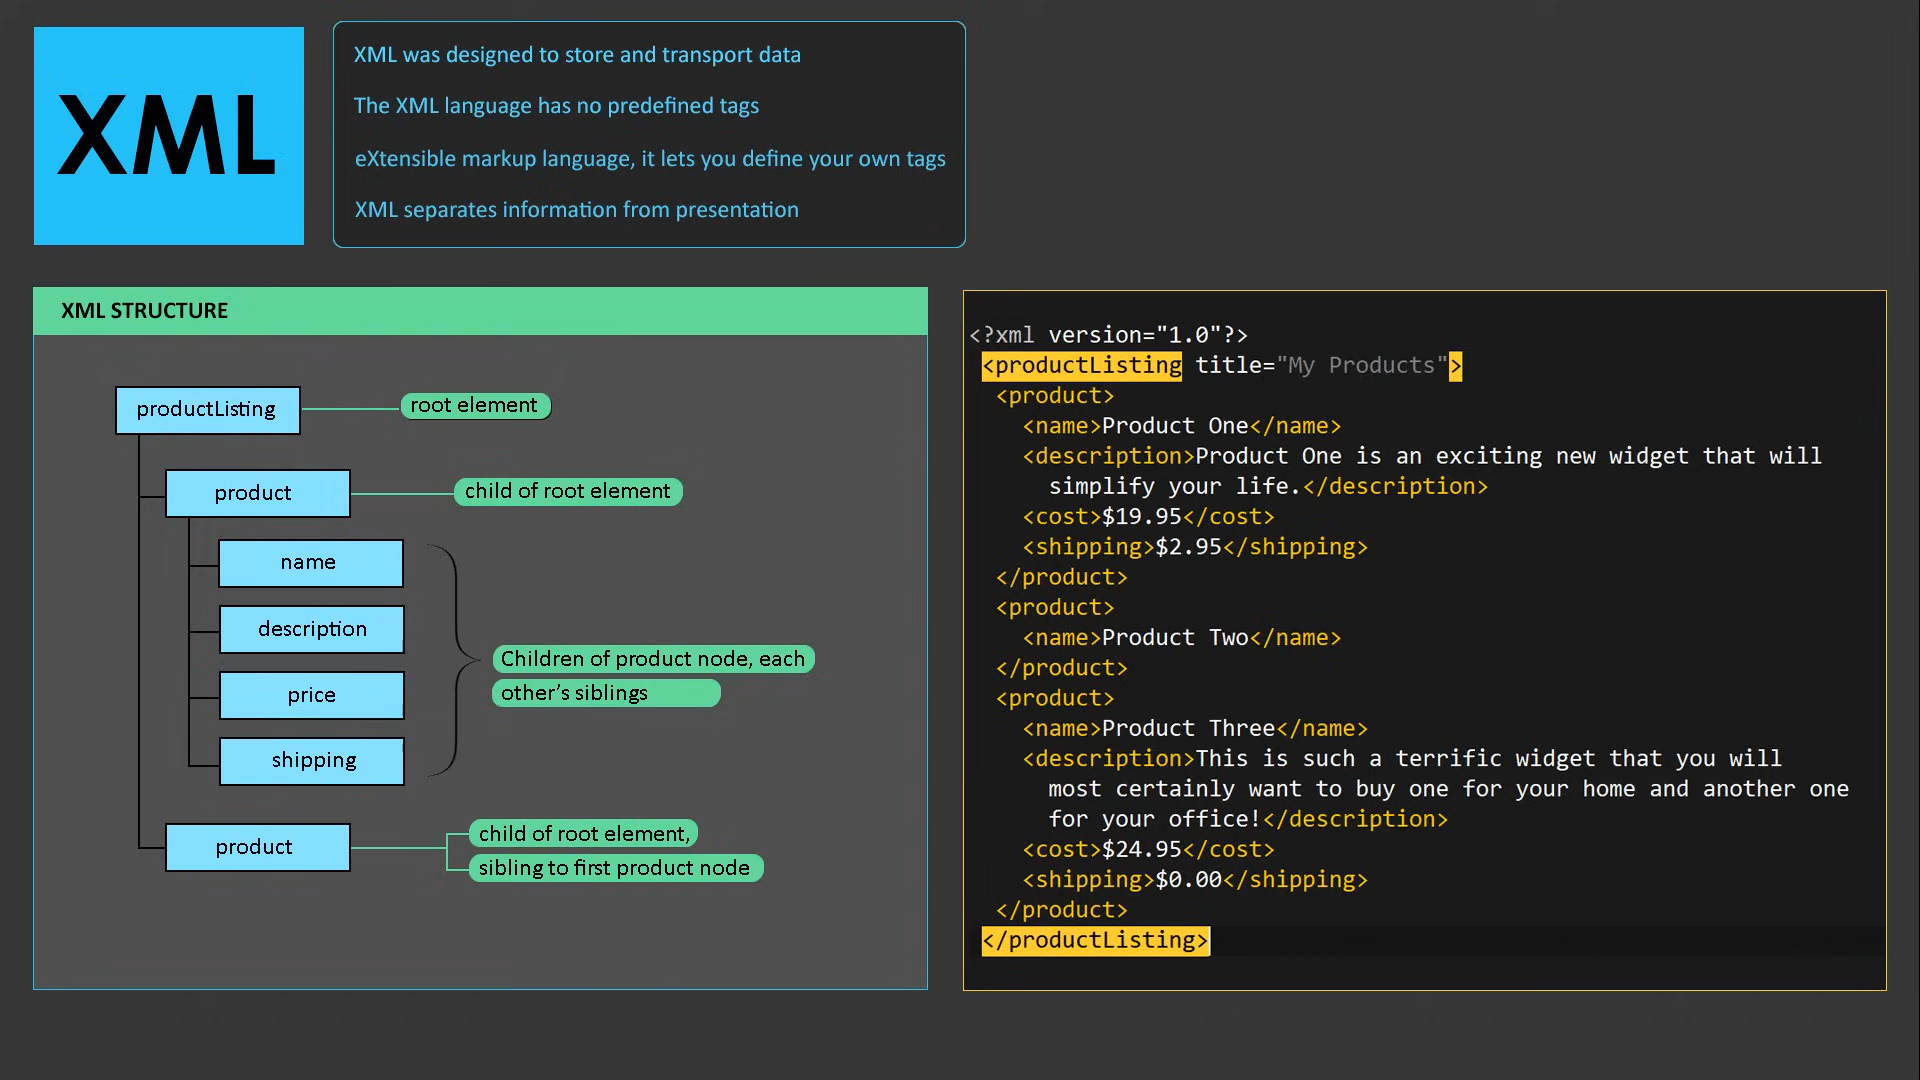 XML
XML was designed to store and transport data
The XML language has no predefined tags
eXtensible markup language, it lets you define your own tags
XML separates information from presentation
XML STRUCTURE
productListing
root element
product
child of root element
name
description
price
shipping
Children of product node, each
other's siblings
product
child of root element,
sibling to first product node
<?xml version="1.0"?>
<productListing title="My Products">
<product>
<name>Product One</name>
<description>Product One is an exciting new widget that will
simplify your life.</description>
<cost>$19.95</cost>
<shipping>$2.95</shipping>
</product>
<product>
<name>Product Two</name>
</product>
<product>
<name>Product Three</name>
<description>This is such a terrific widget that you will
most certainly want to buy one for your home and another one
for your office!</description>
<cost>$24.95</cost>
<shipping>$0.00</shipping>
</product>
</productListing>